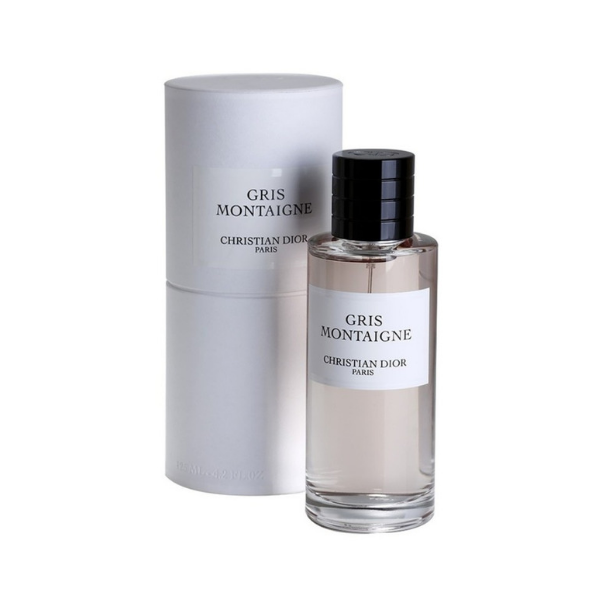 GRIS
MONTAIGNE
CHRISTIAN DIOR
PARIS
GRIS
MONTAIGNE
CHRISTIAN DIOR
PARIS